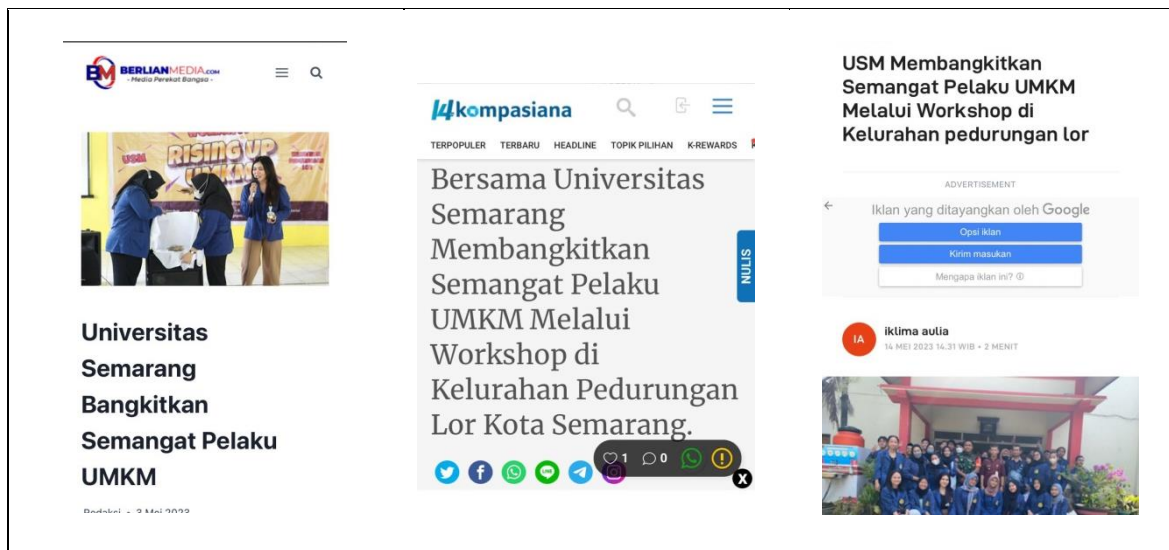 BERLIANMEDIA.COM
- Media Perekat Bangsa -
USM
RISING UP
UMKM
Universitas
Semarang
Bangkitkan
Semangat Pelaku
UMKM
Redaksi • 3 Mei 2023
14 kompasiana
TERPOPULER TERBARU HEADLINE TOPIK PILIHAN K-REWARDS
Bersama Universitas
Semarang
Membangkitkan
Semangat Pelaku
UMKM Melalui
Workshop di
Kelurahan Pedurungan
Lor Kota Semarang.
NULIS
1 0
X
USM Membangkitkan
Semangat Pelaku UMKM
Melalui Workshop di
Kelurahan pedurungan lor
ADVERTISEMENT
Iklan yang ditayangkan oleh Google
Opsi iklan
Kirim masukan
Mengapa iklan ini?
IA
iklima aulia
14 MEI 2023 14.31 WIB • 2 MENIT